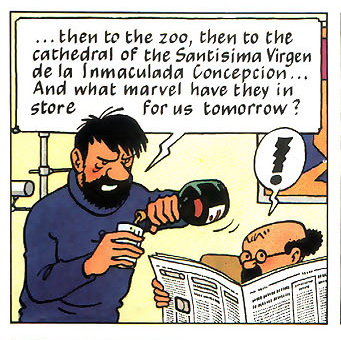 ...then to the zoo, then to the
cathedral of the Santisima Virgen
de la Inmaculada Concepcion...
And what marvel have they in
store for us tomorrow?
!